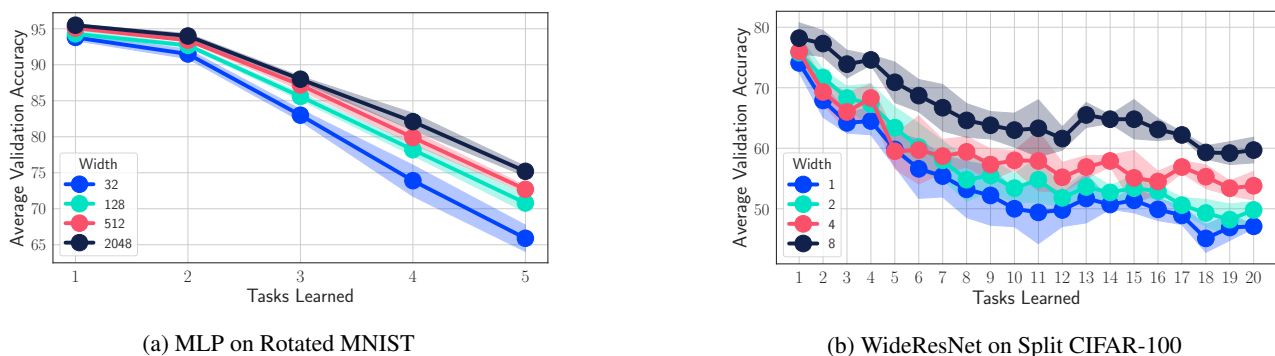 95
90
85
80
75
70
65
Average Validation Accuracy
Width
32
128
512
2048
1 2 3 4 5
Tasks Learned
(a) MLP on Rotated MNIST
80
70
60
50
Average Validation Accuracy
Width
1
2
4
8
1 2 3 4 5 6 7 8 9 10 11 12 13 14 15 16 17 18 19 20
Tasks Learned
(b) WideResNet on Split CIFAR-100